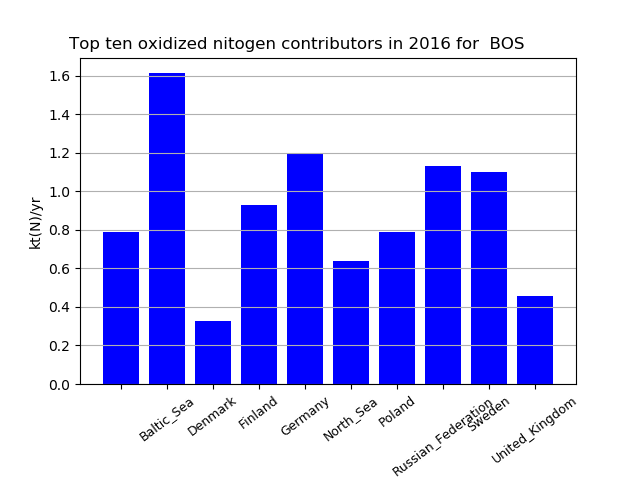 Top ten oxidized nitogen contributors in 2016 for  BOS
1.6
1.4
1.2
1.0
0.8
0.6
0.4
0.2
0.0
kt(N)/yr
Baltic_Sea
Denmark
Finland
Germany
North_Sea
Poland
Russian_Federation
Sweden
United_Kingdom